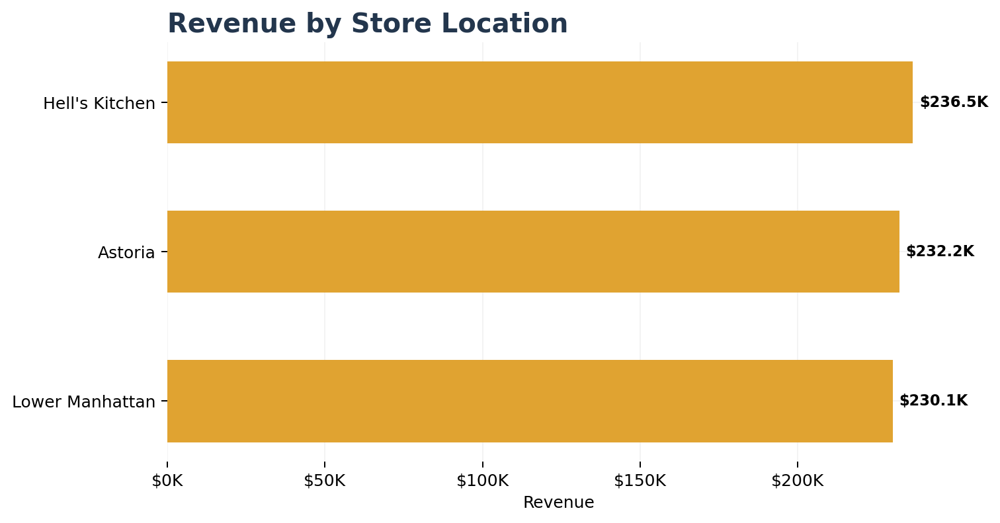 Revenue by Store Location
Hell's Kitchen
$236.5K
Astoria
$232.2K
Lower Manhattan
$230.1K
$0K $50K $100K $150K $200K
Revenue